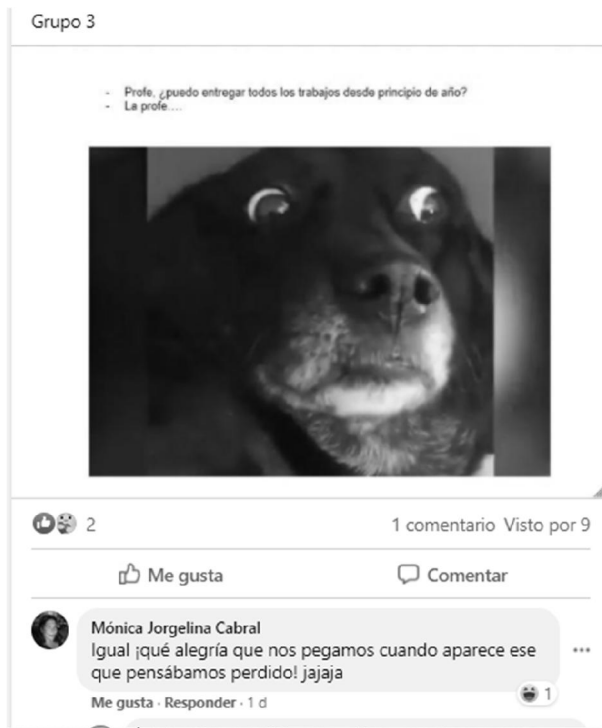 Grupo 3
- Profe, ¿puedo entregar todos los trabajos desde principio de año?
- La profe....
2
1 comentario Visto por 9
Me gusta
Comentar
Mónica Jorgelina Cabral
Igual ¡qué alegría que nos pegamos cuando aparece ese
que pensábamos perdido! jajaja
1
Me gusta · Responder · 1 d